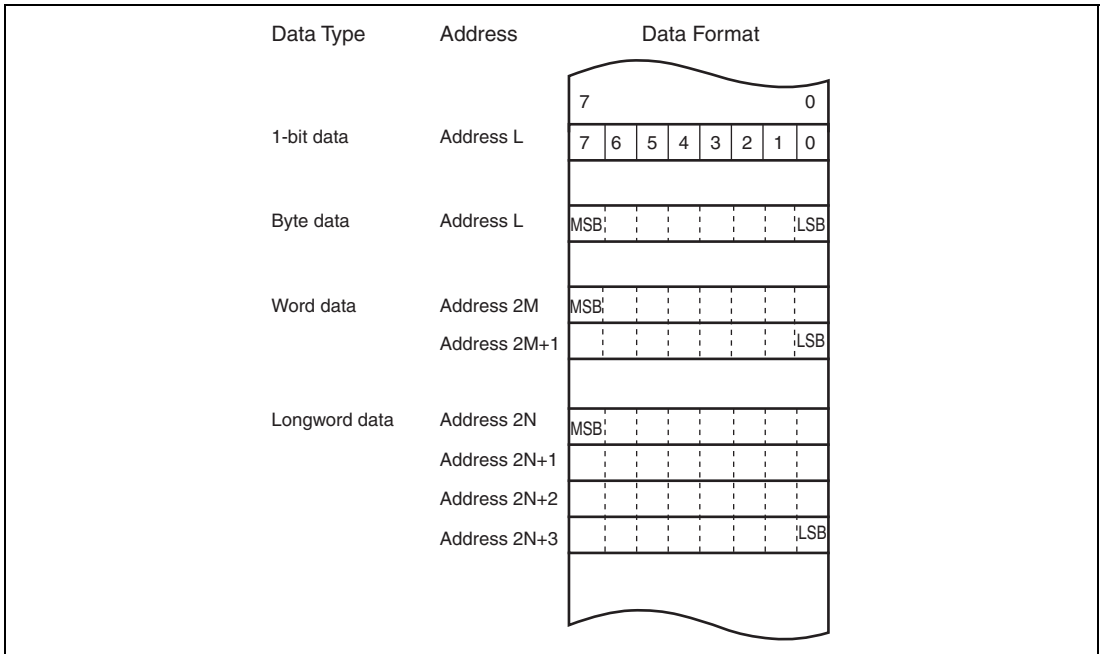 Data Type Address Data Format
7 0
1-bit data Address L 7 6 5 4 3 2 1 0
Byte data Address L MSB LSB
Word data Address 2M MSB
Address 2M+1 LSB
Longword data Address 2N MSB
Address 2N+1
Address 2N+2
Address 2N+3 LSB